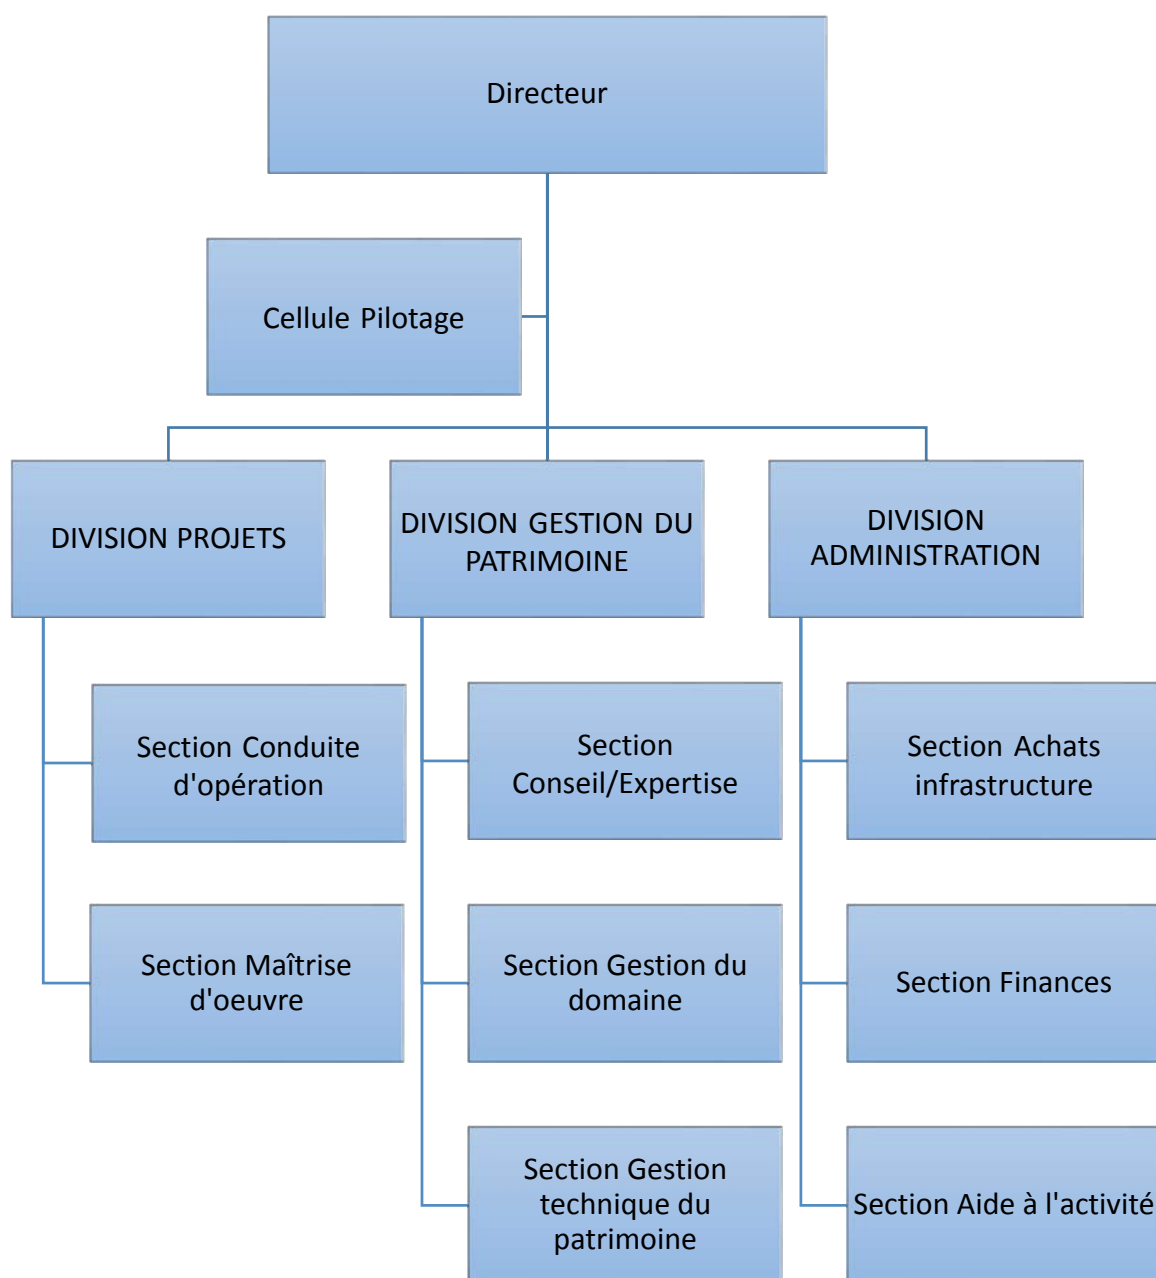 Directeur
Cellule Pilotage
DIVISION PROJETS
DIVISION GESTION DU
PATRIMOINE
DIVISION
ADMINISTRATION
Section Conduite
d'opération
Section
Conseil/Expertise
Section Achats
infrastructure
Section Maîtrise
d'oeuvre
Section Gestion du
domaine
Section Finances
Section Gestion
technique du
patrimoine
Section Aide à l'activité